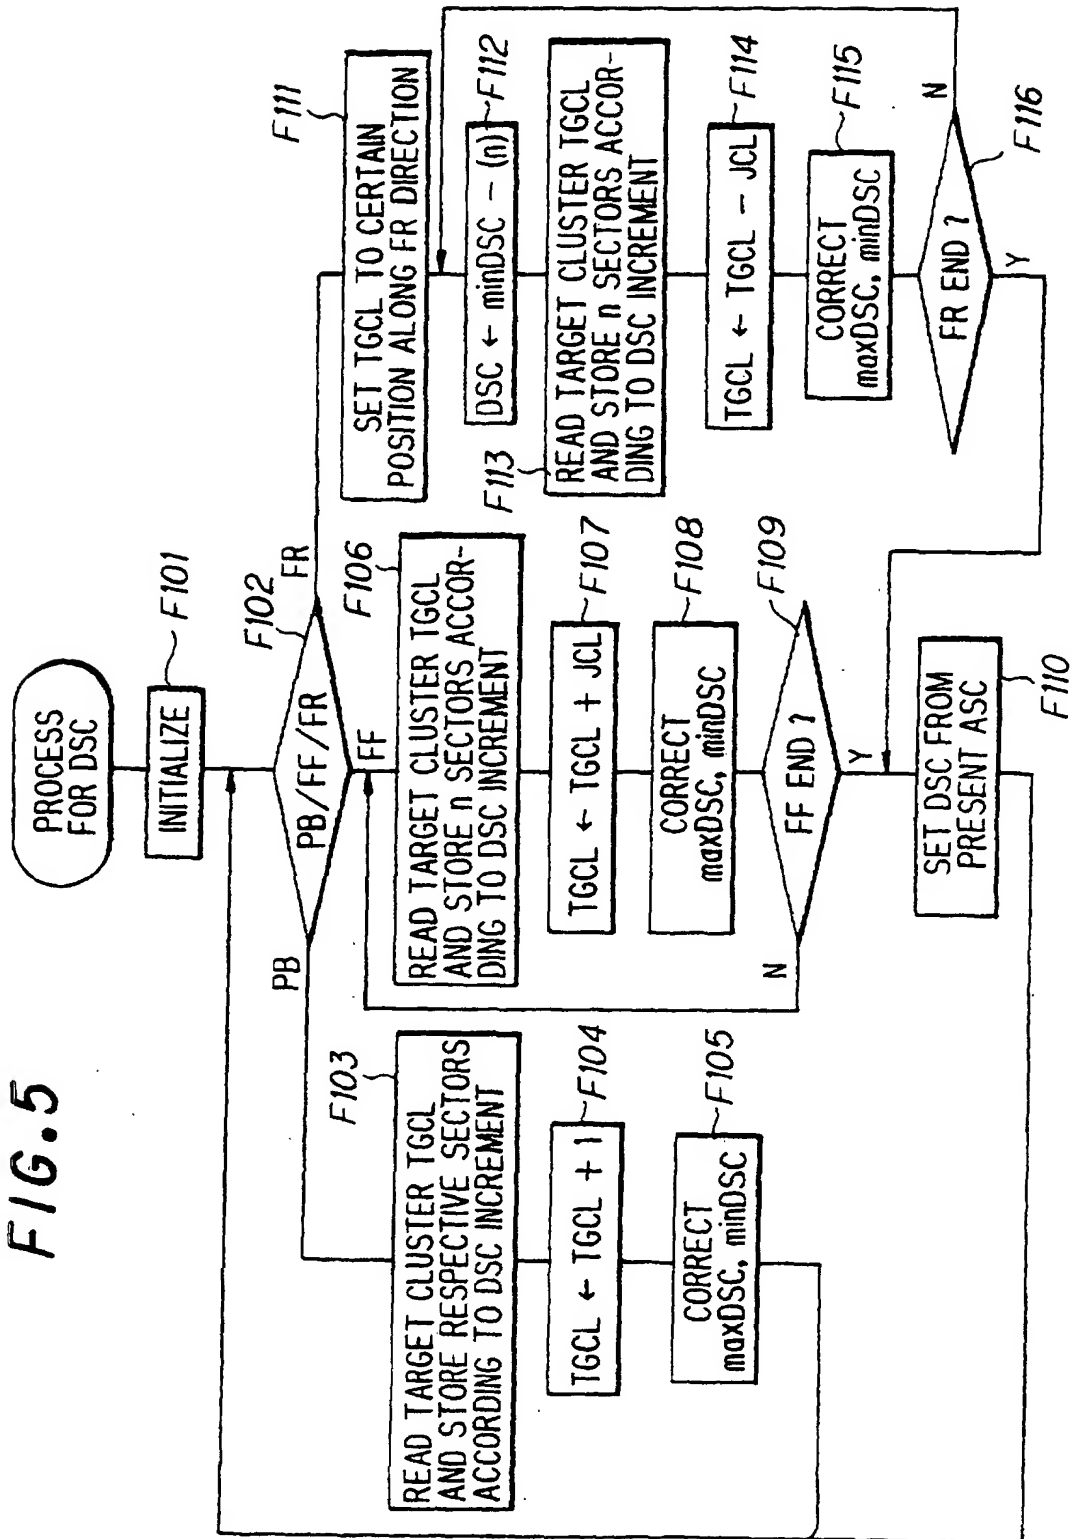 FIG.5
PROCESS
FOR DSC
INITIALIZE
F101
PB/FF/FR
F102
PB
FF
FR
F103
READ TARGET CLUSTER TGCL
AND STORE RESPECTIVE SECTORS
ACCORDING TO DSC INCREMENT
TGCL ← TGCL + 1
F104
CORRECT
maxDSC, minDSC
F105
F106
READ TARGET CLUSTER TGCL
AND STORE n SECTORS ACCOR-
DING TO DSC INCREMENT
TGCL ← TGCL + JCL
F107
CORRECT
maxDSC, minDSC
F108
FF END ?
F109
N
Y
SET DSC FROM
PRESENT ASC
F110
F111
SET TGCL TO CERTAIN
POSITION ALONG FR DIRECTION
DSC ← minDSC - (n)
F112
F113
READ TARGET CLUSTER TGCL
AND STORE n SECTORS ACCOR-
DING TO DSC INCREMENT
TGCL ← TGCL - JCL
F114
CORRECT
maxDSC, minDSC
F115
FR END ?
F116
N
Y